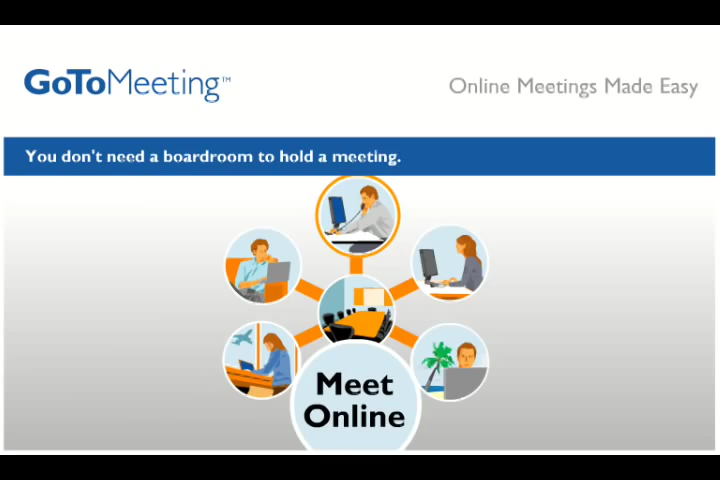 GoToMeeting™
Online Meetings Made Easy
You don't need a boardroom to hold a meeting.
Meet
Online